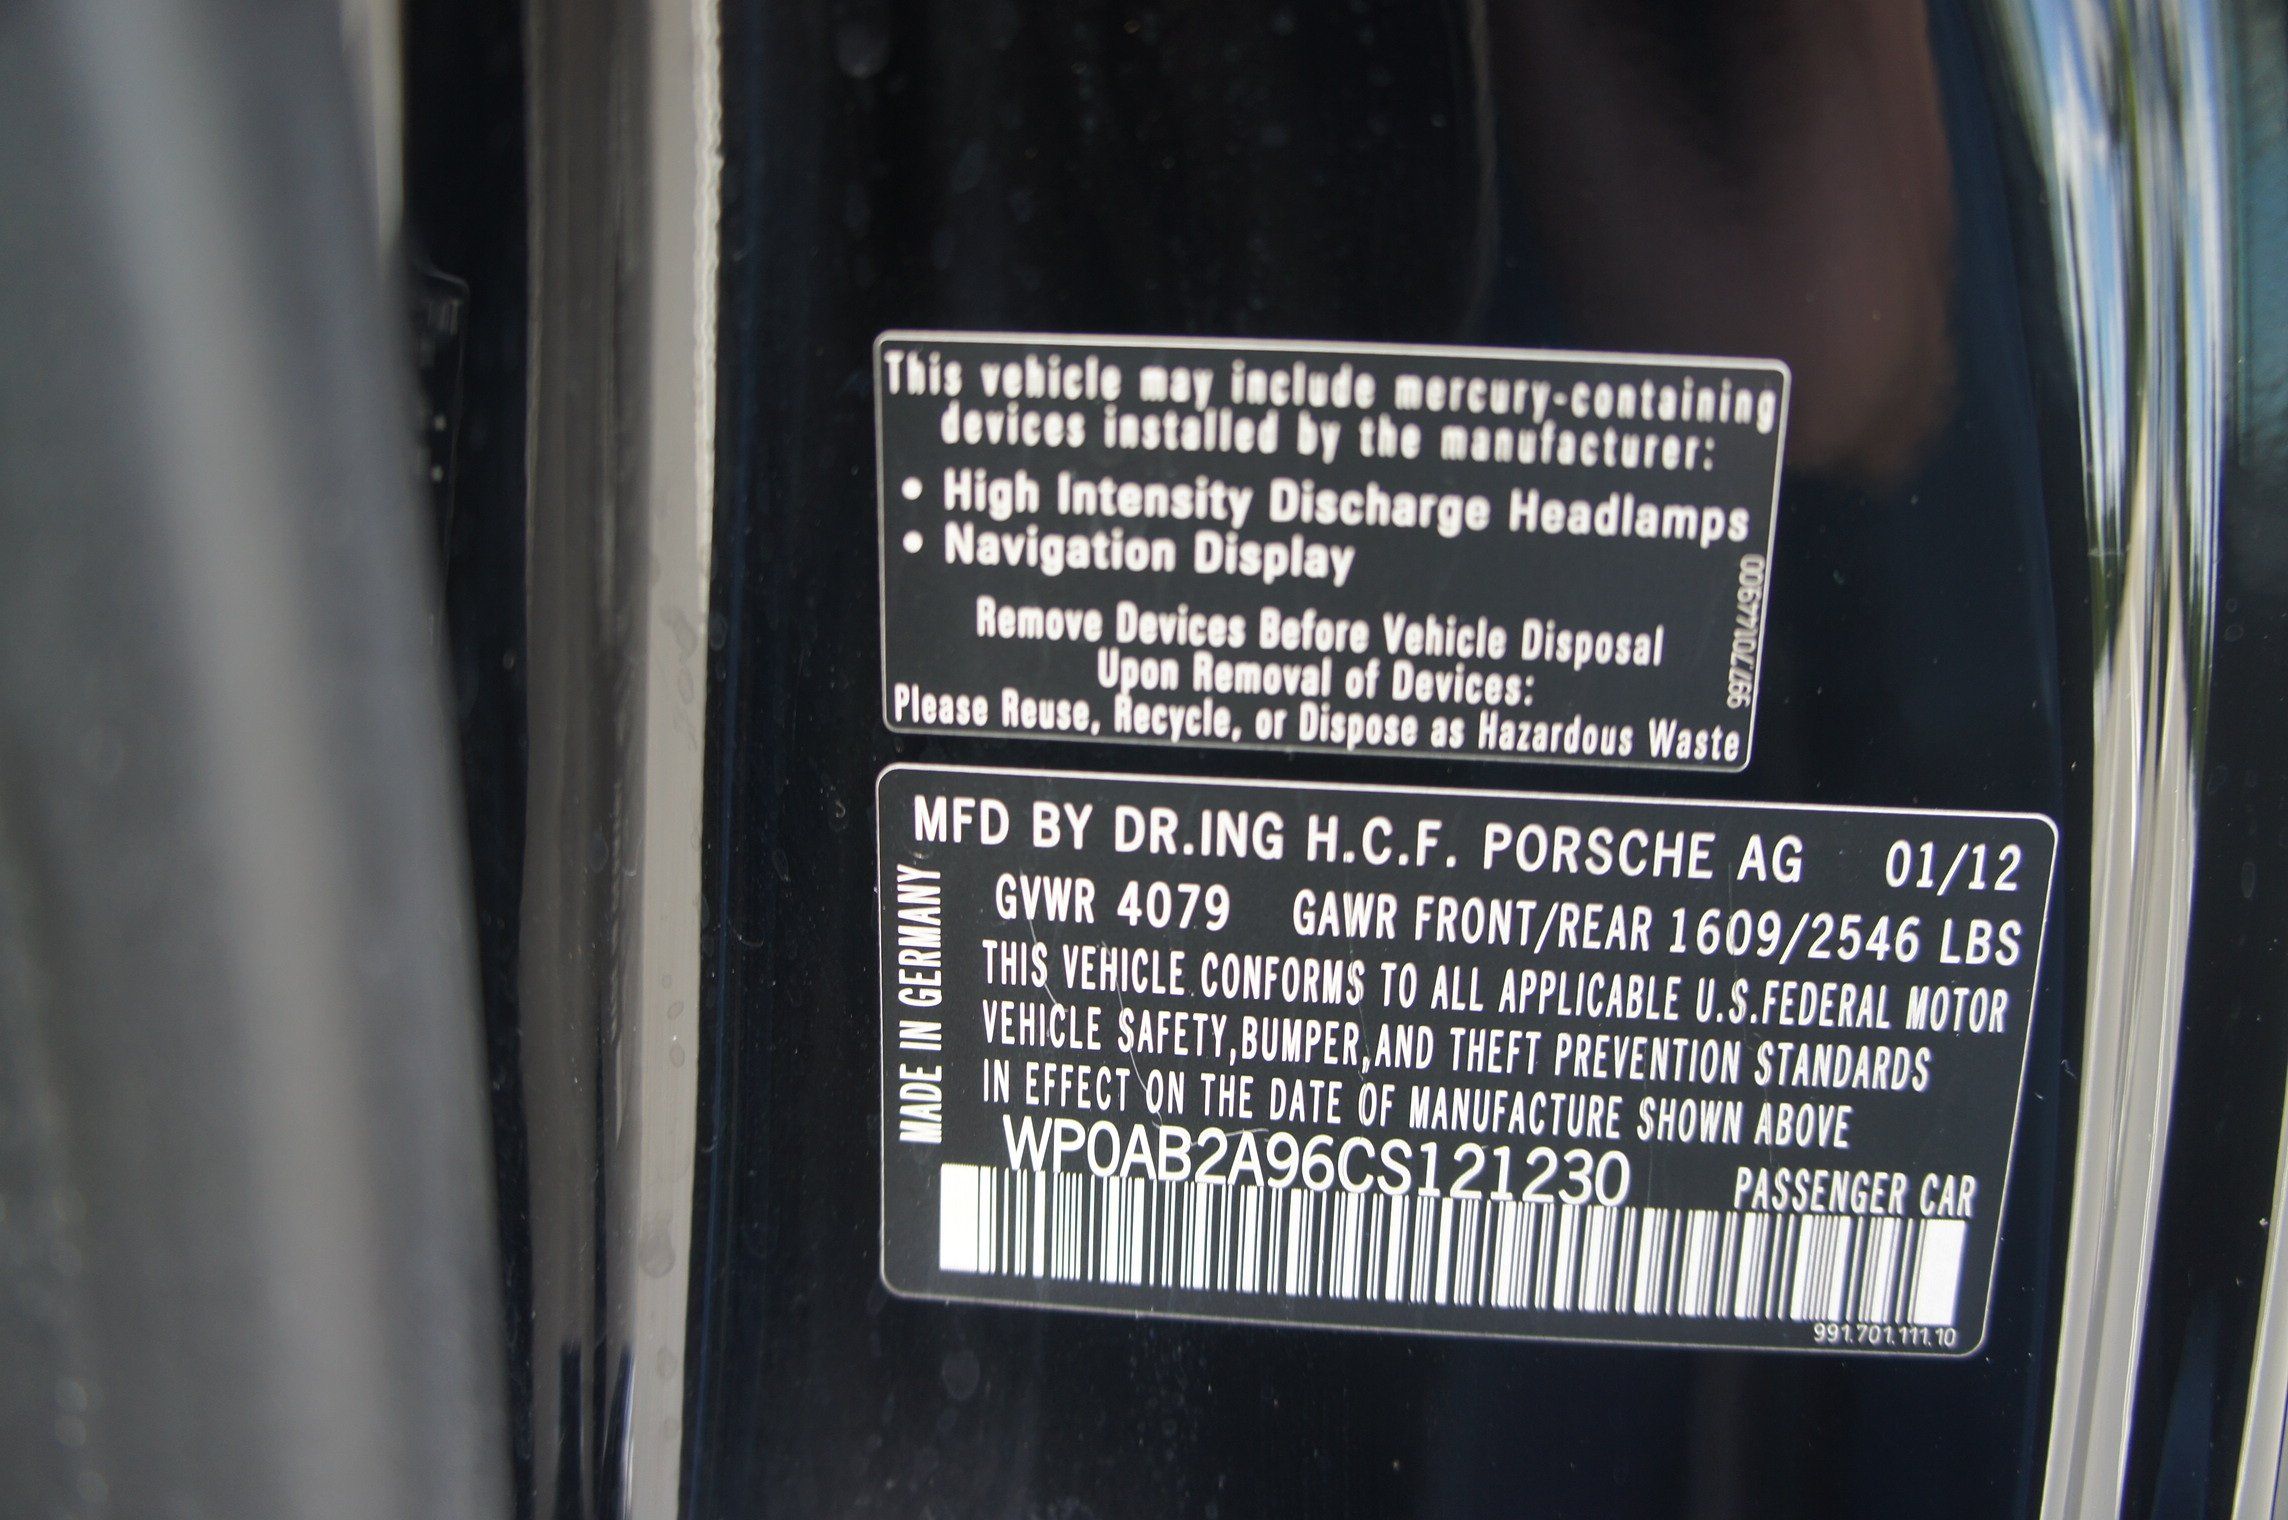 This vehicle may include mercury-containing
devices installed by the manufacturer:
• High Intensity Discharge Headlamps
• Navigation Display
Remove Devices Before Vehicle Disposal
Upon Removal of Devices:
Please Reuse, Recycle, or Dispose as Hazardous Waste
99770144900
MFD BY DR.ING H.C.F. PORSCHE AG 01/12
GVWR 4079 GAWR FRONT/REAR 1609/2546 LBS
THIS VEHICLE CONFORMS TO ALL APPLICABLE U.S.FEDERAL MOTOR
VEHICLE SAFETY,BUMPER,AND THEFT PREVENTION STANDARDS
IN EFFECT ON THE DATE OF MANUFACTURE SHOWN ABOVE
WP0AB2A96CS121230 PASSENGER CAR
MADE IN GERMANY
991.701.111.10